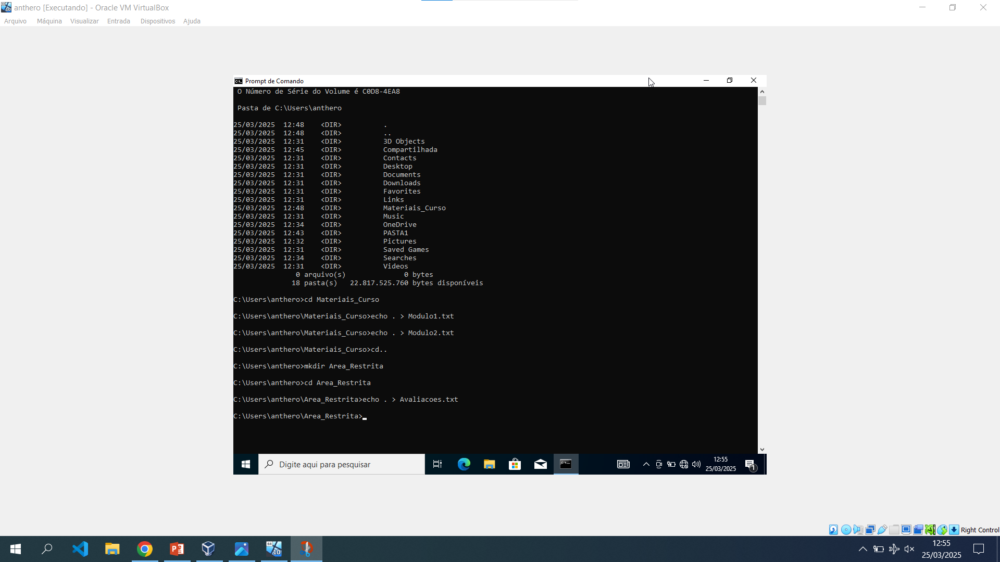 anthero [Executando] - Oracle VM VirtualBox
Arquivo Máquina Visualizar Entrada Dispositivos Ajuda
Prompt de Comando
O Número de Série do Volume é C0D8-4EA8
Pasta de C:\Users\anthero
25/03/2025 12:48 <DIR> .
25/03/2025 12:48 <DIR> ..
25/03/2025 12:31 <DIR> 3D Objects
25/03/2025 12:45 <DIR> Compartilhada
25/03/2025 12:31 <DIR> Contacts
25/03/2025 12:31 <DIR> Desktop
25/03/2025 12:31 <DIR> Documents
25/03/2025 12:31 <DIR> Downloads
25/03/2025 12:31 <DIR> Favorites
25/03/2025 12:31 <DIR> Links
25/03/2025 12:48 <DIR> Materiais_Curso
25/03/2025 12:31 <DIR> Music
25/03/2025 12:34 <DIR> OneDrive
25/03/2025 12:43 <DIR> PASTA1
25/03/2025 12:32 <DIR> Pictures
25/03/2025 12:31 <DIR> Saved Games
25/03/2025 12:34 <DIR> Searches
25/03/2025 12:31 <DIR> Videos
0 arquivo(s) 0 bytes
18 pasta(s) 22.817.525.760 bytes disponíveis
C:\Users\anthero>cd Materiais_Curso
C:\Users\anthero\Materiais_Curso>echo . > Modulo1.txt
C:\Users\anthero\Materiais_Curso>echo . > Modulo2.txt
C:\Users\anthero\Materiais_Curso>cd..
C:\Users\anthero>mkdir Area_Restrita
C:\Users\anthero>cd Area_Restrita
C:\Users\anthero\Area_Restrita>echo . > Avaliacoes.txt
C:\Users\anthero\Area_Restrita>
Digite aqui para pesquisar
12:55
25/03/2025
1
Right Control
12:55
25/03/2025